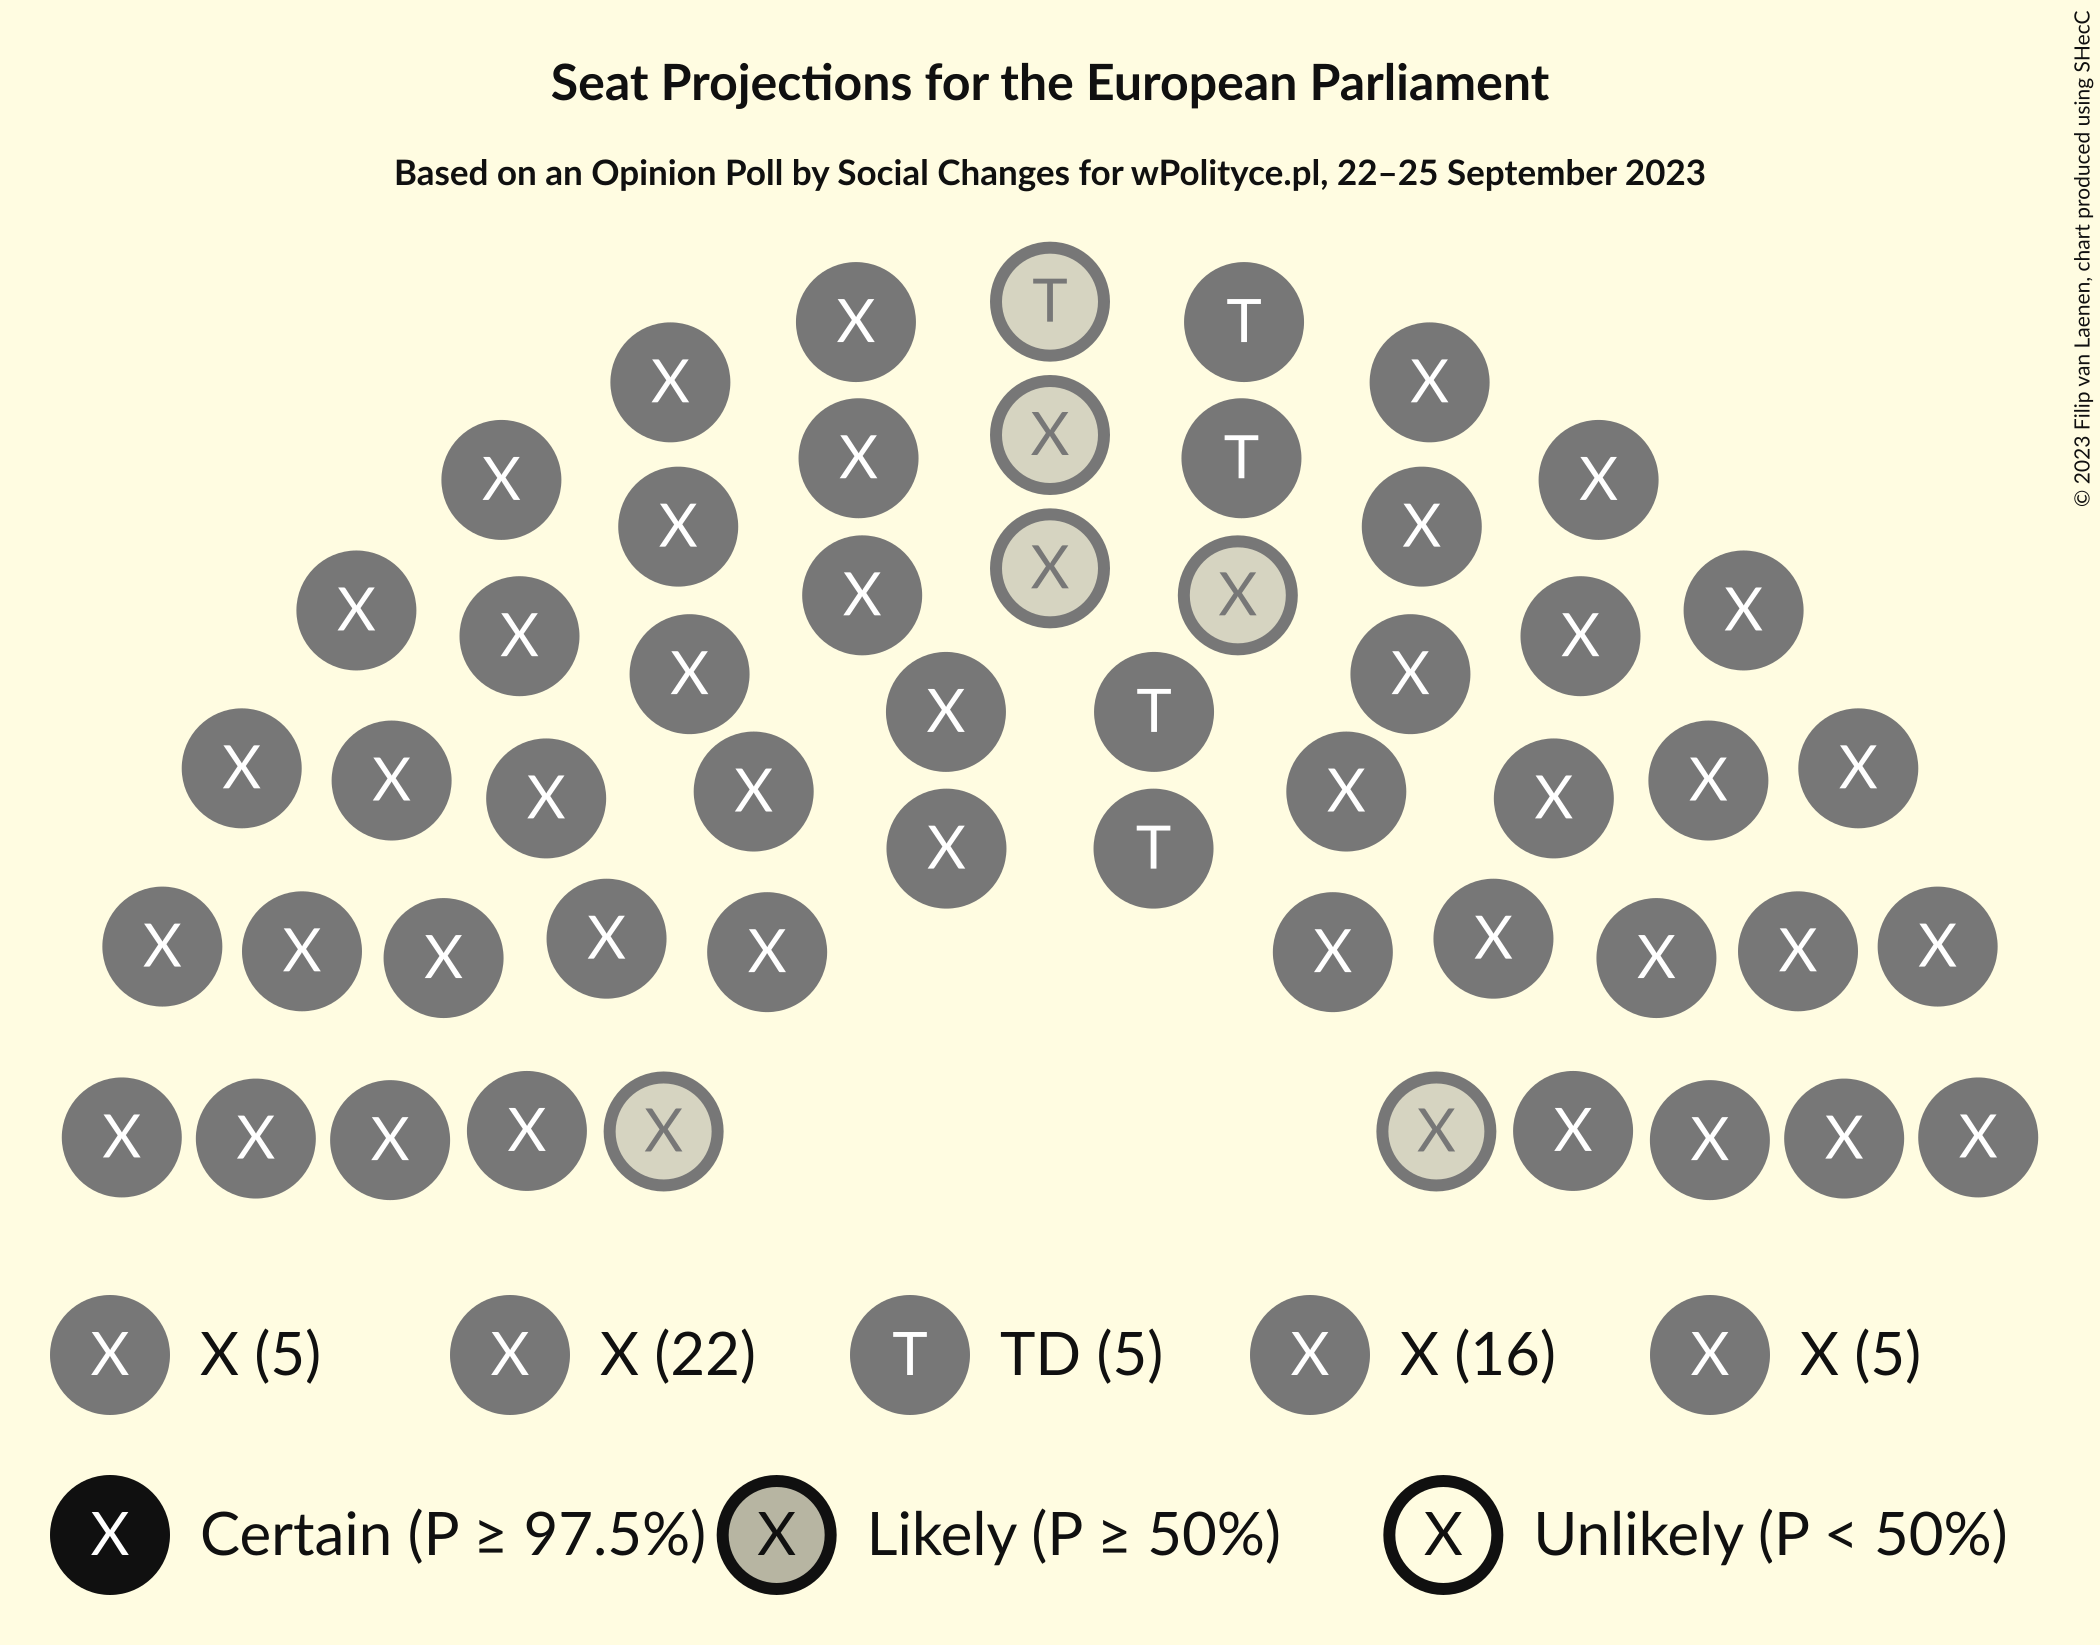 Seat Projections for the European Parliament
Based on an Opinion Poll by Social Changes for wPolityce.pl, 22–25 September 2023
© 2023 Filip van Laenen, chart produced using SHecC
X T T
X X
X X T
X X
X X
X X X
X X
X X
X X
X T
X X X X X X X X
X T
X X X X X X X X X X
X X X X X X X X X X
X X (5) X X (22) T TD (5) X X (16) X X (5)
X Certain (P ≥ 97.5%) X Likely (P ≥ 50%) X Unlikely (P < 50%)